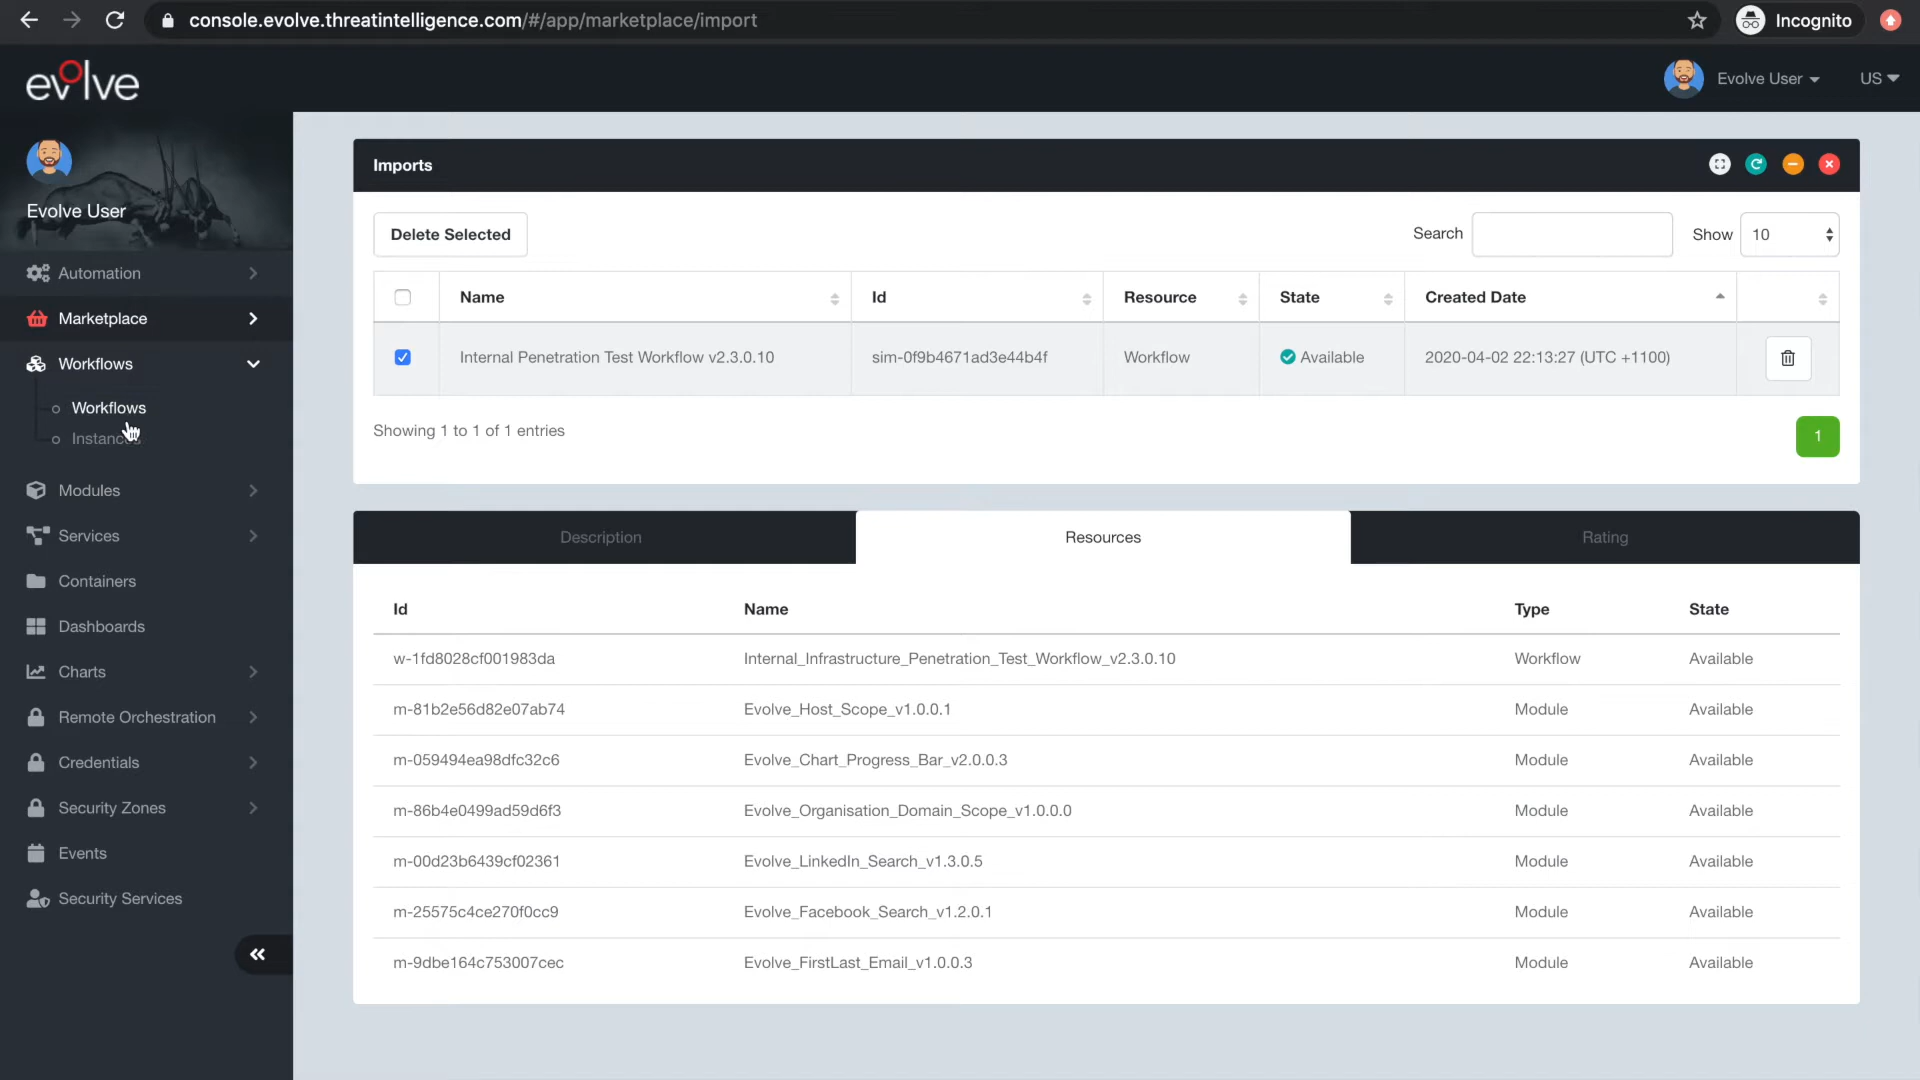 console.evolve.threatintelligence.com/#/app/marketplace/import
Incognito
evolve
Evolve User
US
Evolve User
Automation
Marketplace
Workflows
Workflows
Instances
Modules
Services
Containers
Dashboards
Charts
Remote Orchestration
Credentials
Security Zones
Events
Security Services
Imports
Delete Selected
Search
Show 10
Name Id Resource State Created Date
Internal Penetration Test Workflow v2.3.0.10 sim-0f9b4671ad3e44b4f Workflow Available 2020-04-02 22:13:27 (UTC +1100)
Showing 1 to 1 of 1 entries
1
Description Resources Rating
Id Name Type State
w-1fd8028cf001983da Internal_Infrastructure_Penetration_Test_Workflow_v2.3.0.10 Workflow Available
m-81b2e56d82e07ab74 Evolve_Host_Scope_v1.0.0.1 Module Available
m-059494ea98dfc32c6 Evolve_Chart_Progress_Bar_v2.0.0.3 Module Available
m-86b4e0499ad59d6f3 Evolve_Organisation_Domain_Scope_v1.0.0.0 Module Available
m-00d23b6439cf02361 Evolve_LinkedIn_Search_v1.3.0.5 Module Available
m-25575c4ce270f0cc9 Evolve_Facebook_Search_v1.2.0.1 Module Available
m-9dbe164c753007cec Evolve_FirstLast_Email_v1.0.0.3 Module Available